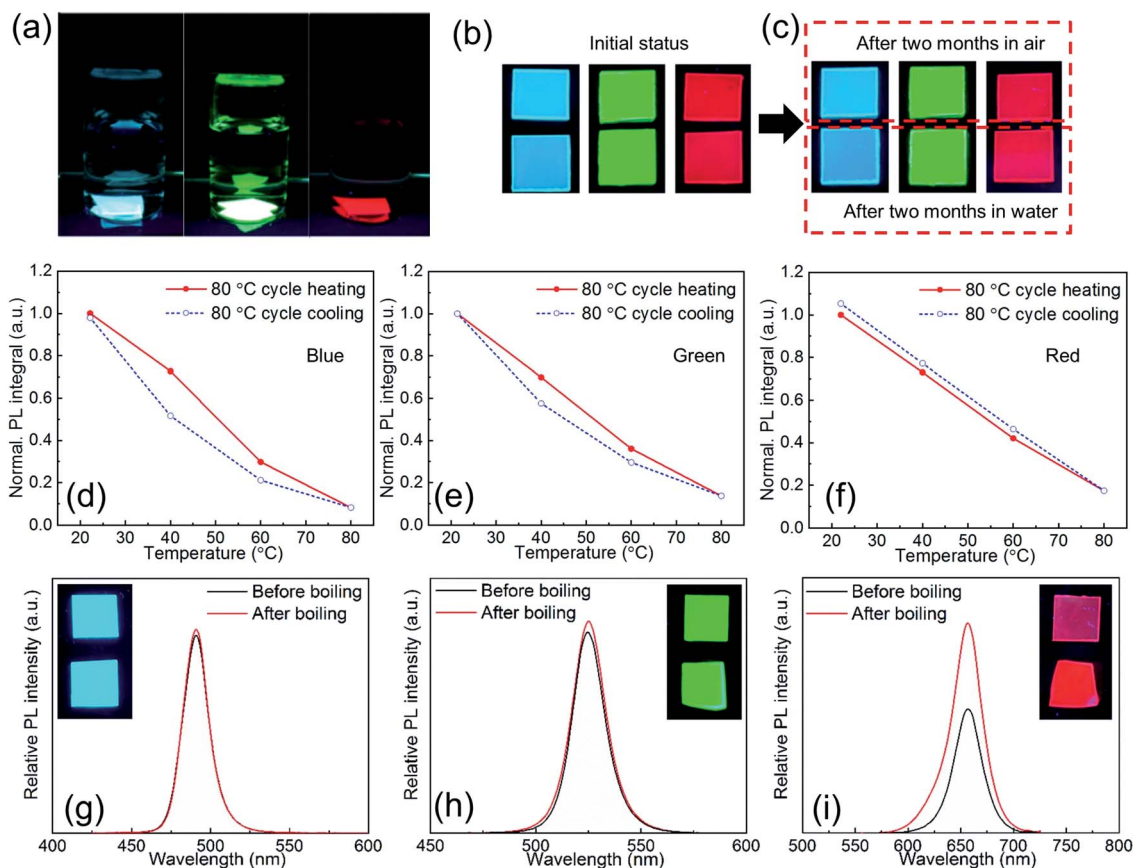 (a)
(b)
Initial status
(c)
After two months in air
After two months in water
Normal. PL integral (a.u.)
1.2
1.0
0.8
0.6
0.4
0.2
0.0
80 °C cycle heating
80 °C cycle cooling
Blue
(d)
20 30 40 50 60 70 80
Temperature (°C)
Normal. PL integral (a.u.)
1.2
1.0
0.8
0.6
0.4
0.2
0.0
80 °C cycle heating
80 °C cycle cooling
Green
(e)
20 30 40 50 60 70 80
Temperature (°C)
Normal. PL integral (a.u.)
1.2
1.0
0.8
0.6
0.4
0.2
0.0
80 °C cycle heating
80 °C cycle cooling
Red
(f)
20 30 40 50 60 70 80
Temperature (°C)
Relative PL intensity (a.u.)
Before boiling
After boiling
(g)
400 450 500 550 600
Wavelength (nm)
Relative PL intensity (a.u.)
Before boiling
After boiling
(h)
450 500 550 600
Wavelength (nm)
Relative PL intensity (a.u.)
Before boiling
After boiling
(i)
500 550 600 650 700 750 800
Wavelength (nm)